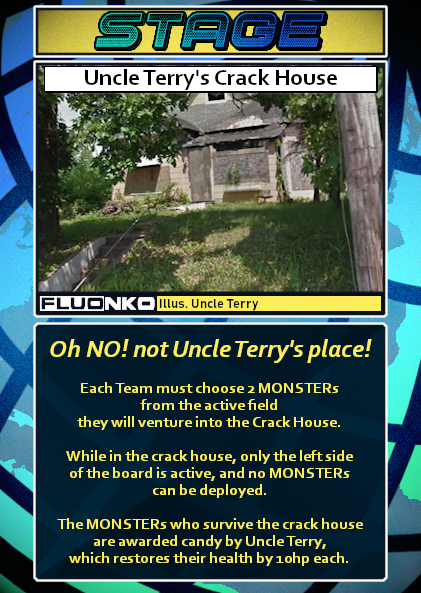 STAGE
Uncle Terry's Crack House
FLUONKO Illus. Uncle Terry
Oh NO! not Uncle Terry's place!
Each Team must choose 2 MONSTERs
from the active field
they will venture into the Crack House.
While in the crack house, only the left side
of the board is active, and no MONSTERs
can be deployed.
The MONSTERs who survive the crack house
are awarded candy by Uncle Terry,
which restores their health by 10hp each.